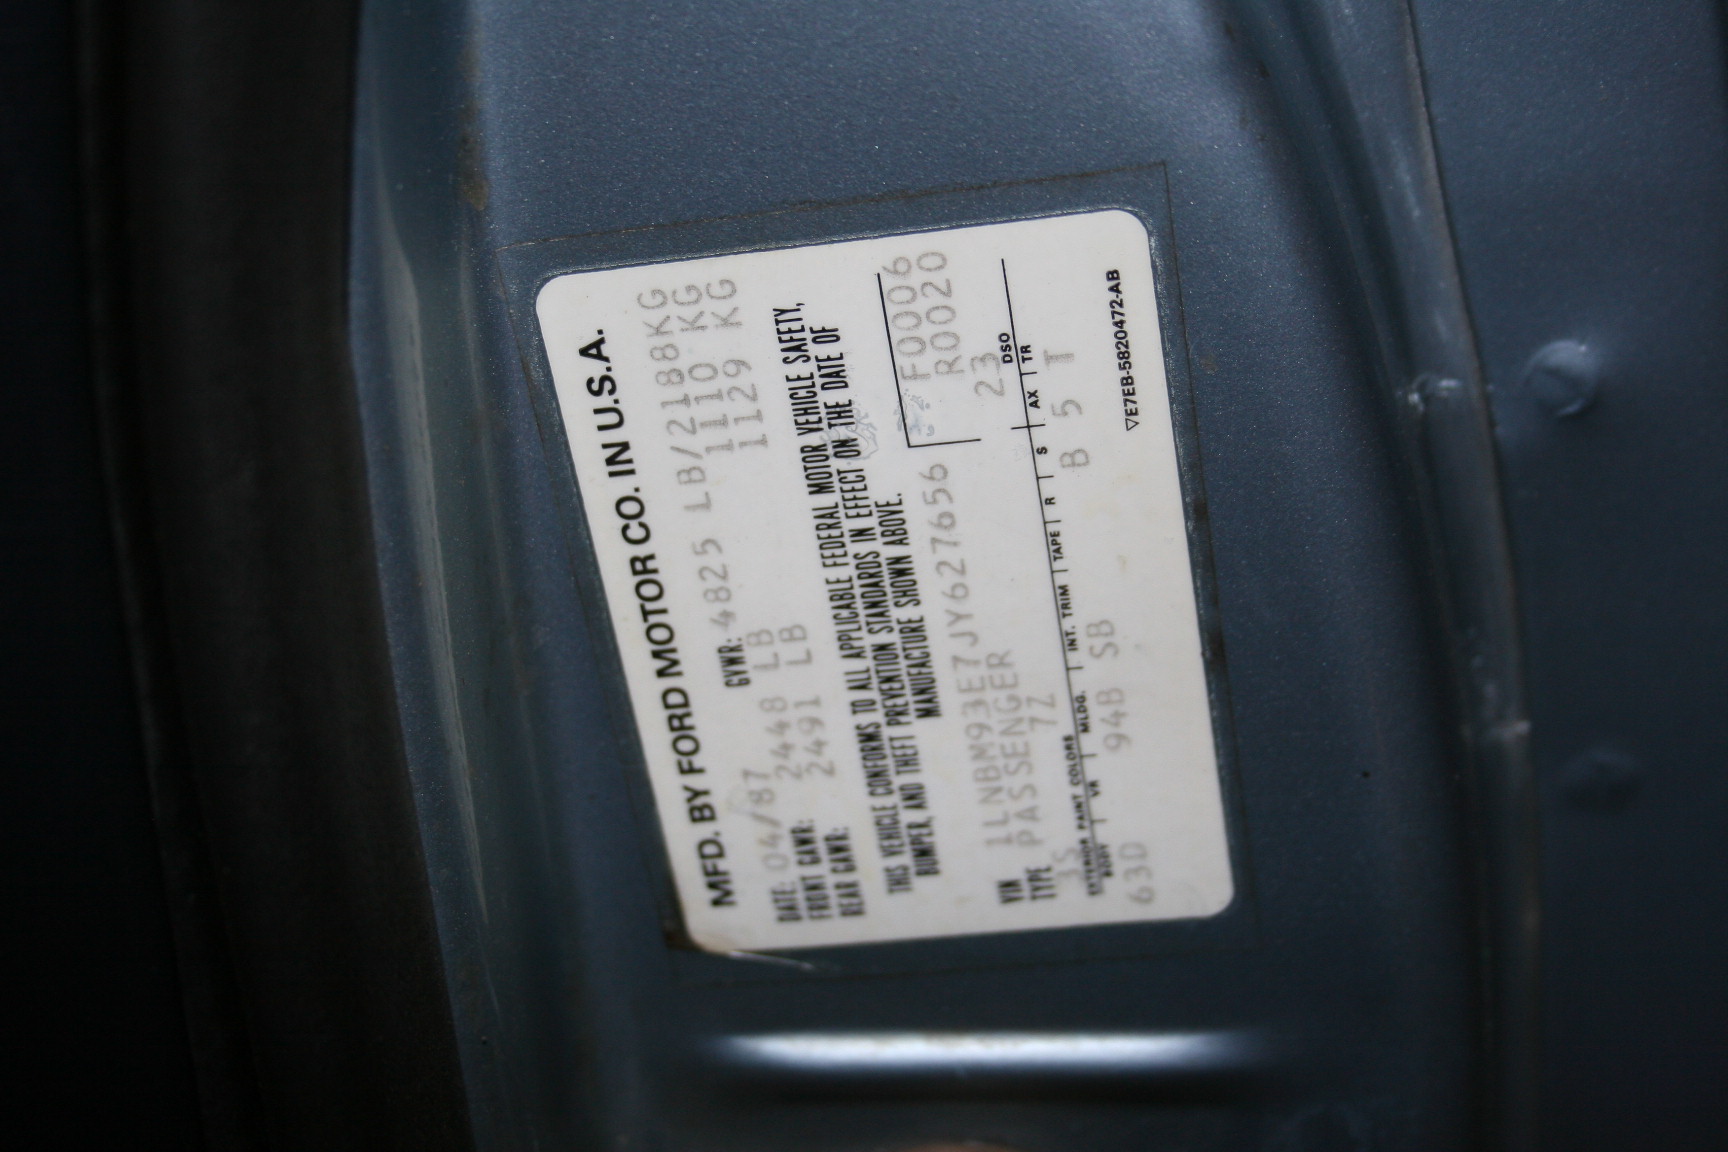 MFD. BY FORD MOTOR CO. IN U.S.A.
DATE: 04/87 GVWR: 4825 LB/2188KG
FRONT GAWR: 2448 LB 1110 KG
REAR GAWR: 2491 LB 1129 KG
THIS VEHICLE CONFORMS TO ALL APPLICABLE FEDERAL MOTOR VEHICLE SAFETY,
BUMPER, AND THEFT PREVENTION STANDARDS IN EFFECT ON THE DATE OF
MANUFACTURE SHOWN ABOVE.
F0006
VIN 1LNBM93E7JY627656 R0020
TYPE PASSENGER
3S 7Z 23
EXTERIOR PAINT COLORS DSO
BODY VR MLDG. INT. TRIM TAPE R S AX TR
63D 94B SB B 5 T
▽E7EB-5820472-AB